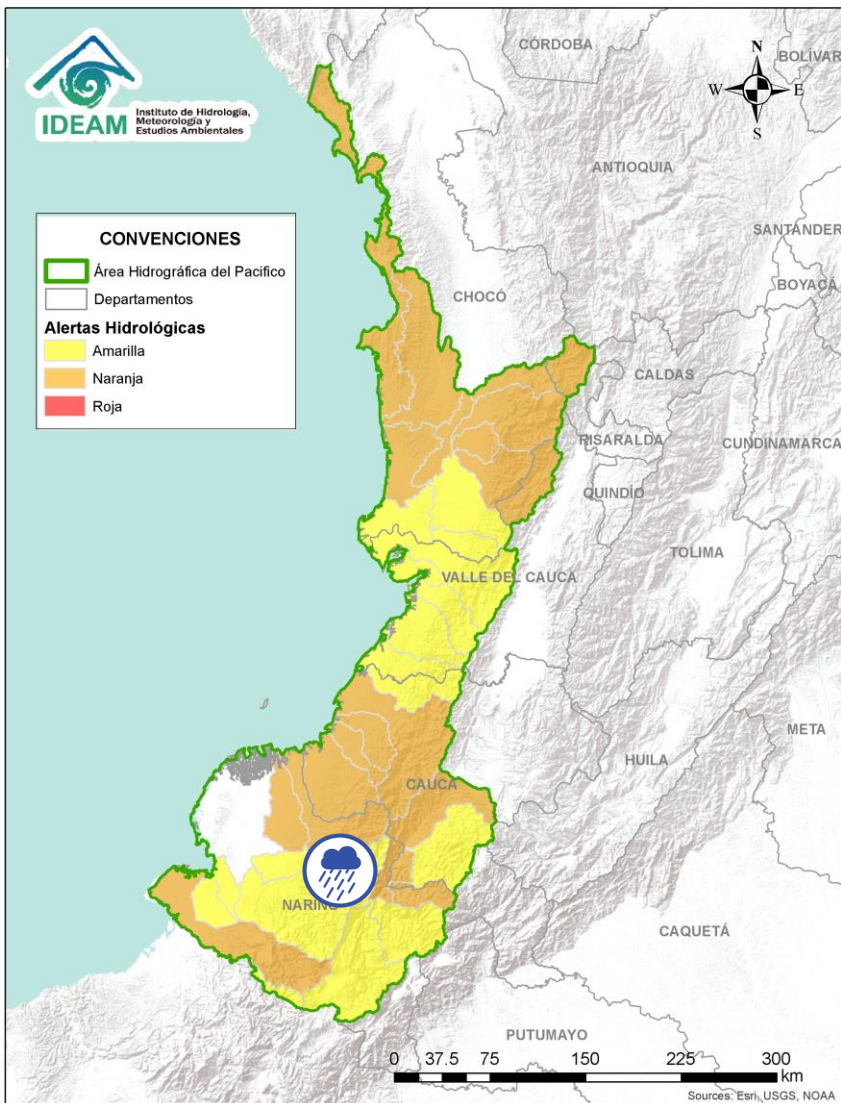 IDEAM
Instituto de Hidrología,
Meteorología y
Estudios Ambientales
CÓRDOBA
BOLÍVAR
N
W
E
S
ANTIOQUIA
SANTANDER
BOYACÁ
CONVENCIONES
Área Hidrográfica del Pacifico
Departamentos
Alertas Hidrológicas
Amarilla
Naranja
Roja
CHOCÓ
CALDAS
RISARALDA
CUNDINAMARCA
QUINDÍO
TOLIMA
VALLE DEL CAUCA
META
HUILA
CAUCA
NARIÑO
CAQUETÁ
PUTUMAYO
0 37.5 75 150 225 300
km
Sources: Esri, USGS, NOAA